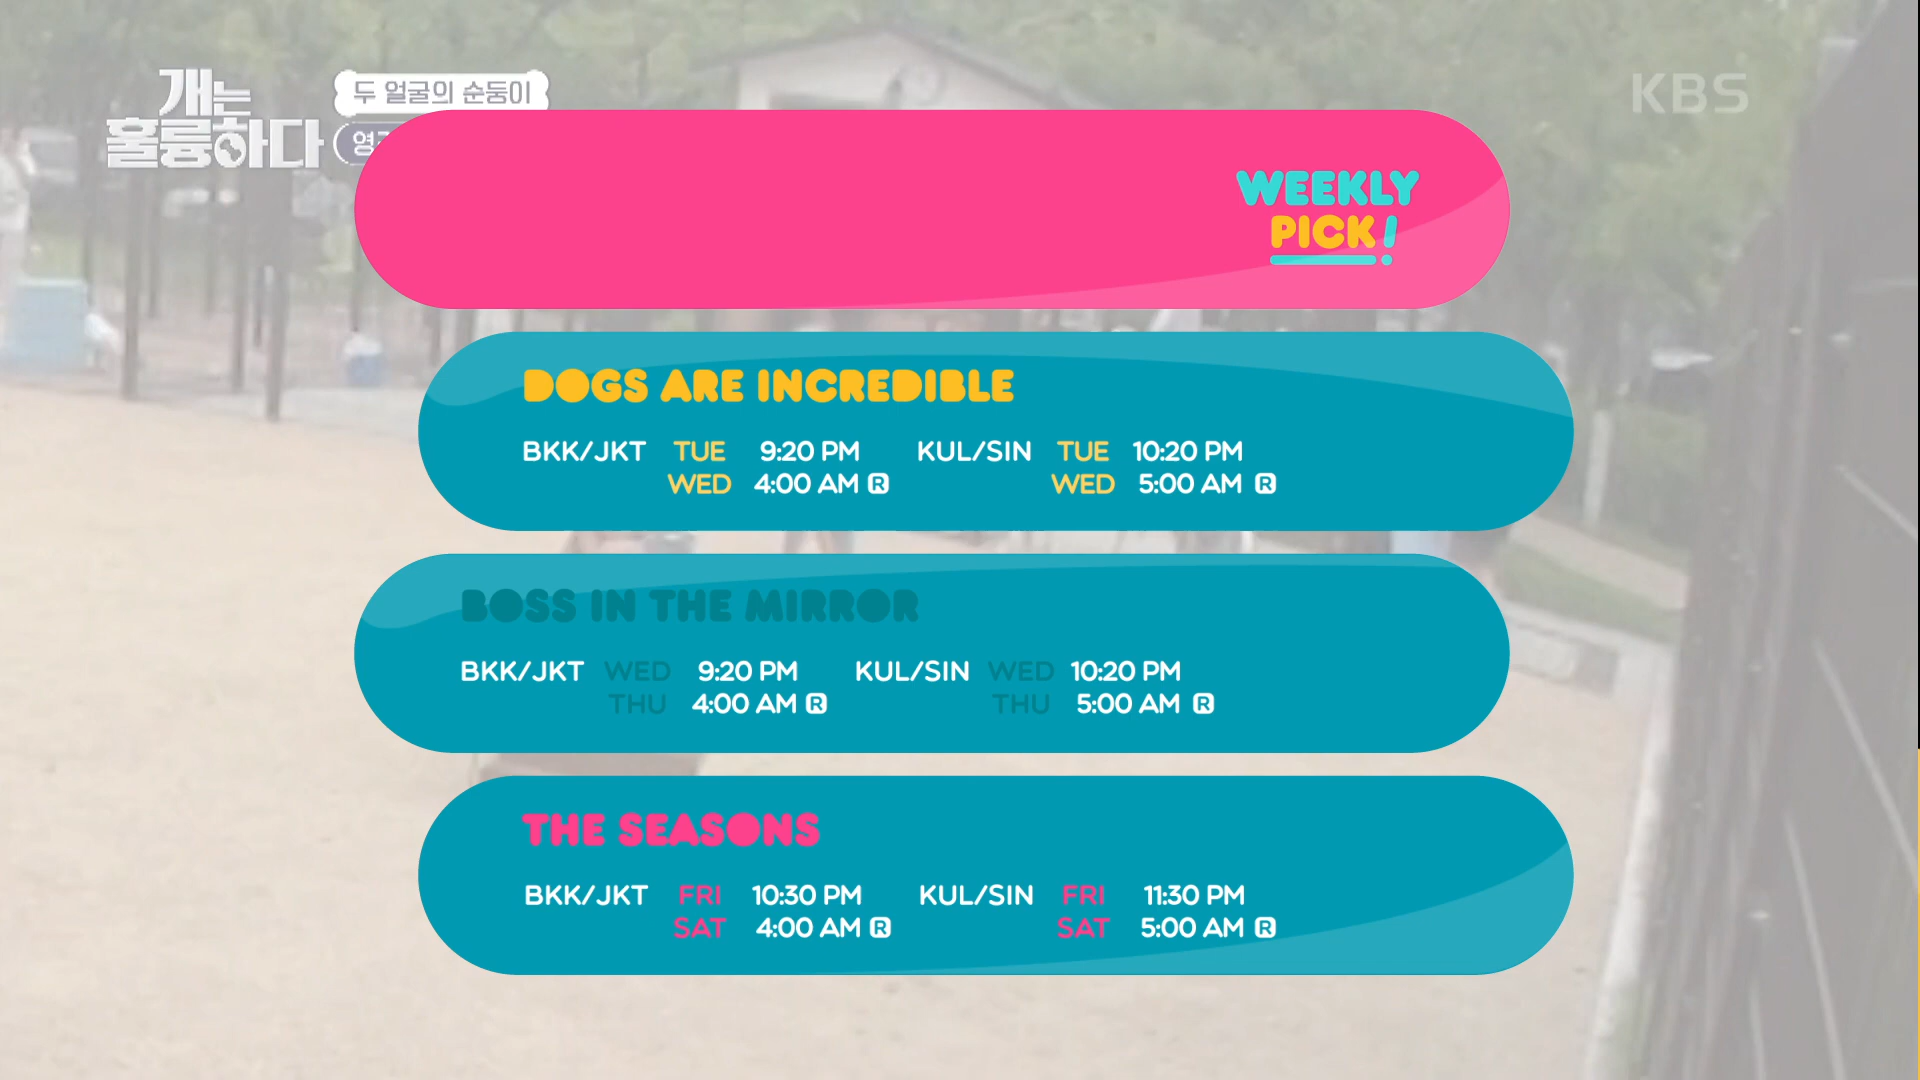 개는
훌륭하다
두 얼굴의 순둥이
KBS
WEEKLY
PICK!
DOGS ARE INCREDIBLE
BKK/JKT TUE 9:20 PM KUL/SIN TUE 10:20 PM
WED 4:00 AM R WED 5:00 AM R
BOSS IN THE MIRROR
BKK/JKT WED 9:20 PM KUL/SIN WED 10:20 PM
THU 4:00 AM R THU 5:00 AM R
THE SEASONS
BKK/JKT FRI 10:30 PM KUL/SIN FRI 11:30 PM
SAT 4:00 AM R SAT 5:00 AM R